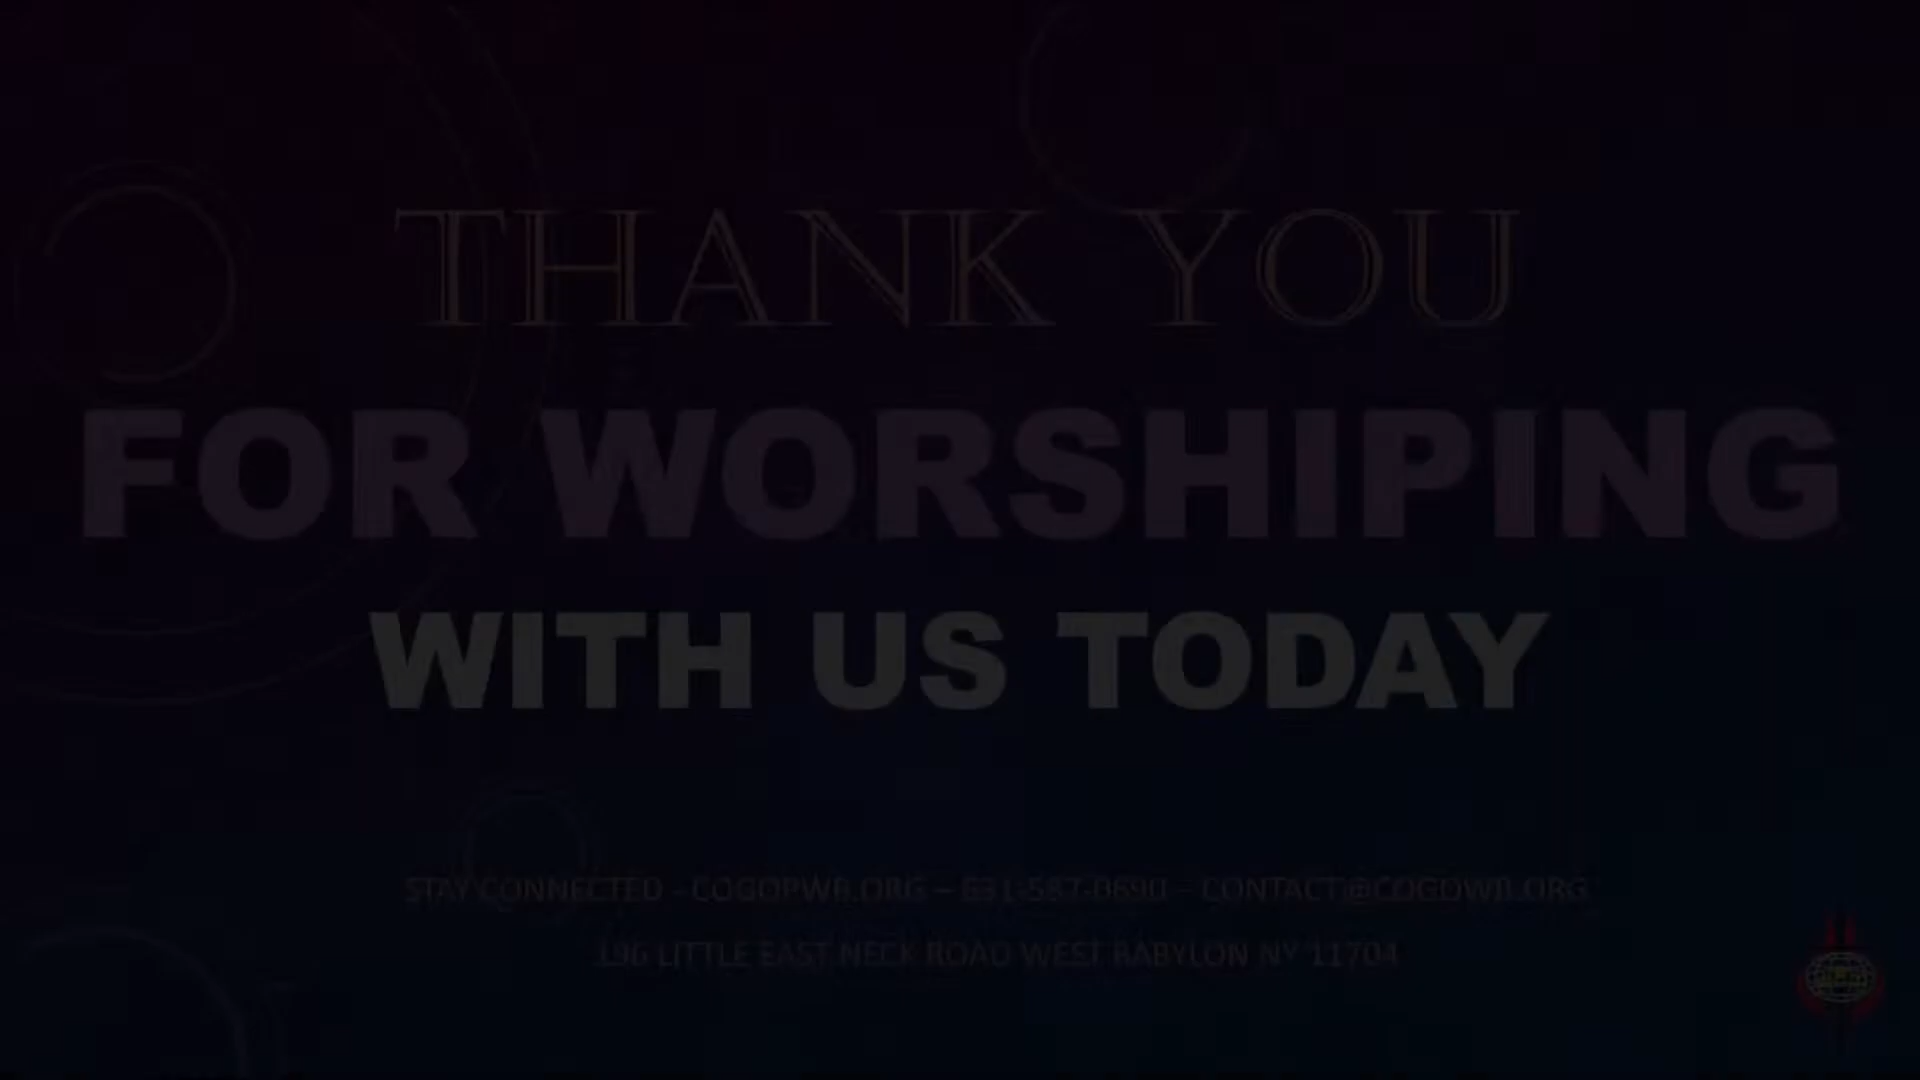 THANK YOU
FOR WORSHIPING
WITH US TODAY
STAY CONNECTED – COGOPWB.ORG – 631-587-0690 – CONTACT@COGOWB.ORG
196 LITTLE EAST NECK ROAD WEST BABYLON NY 11704